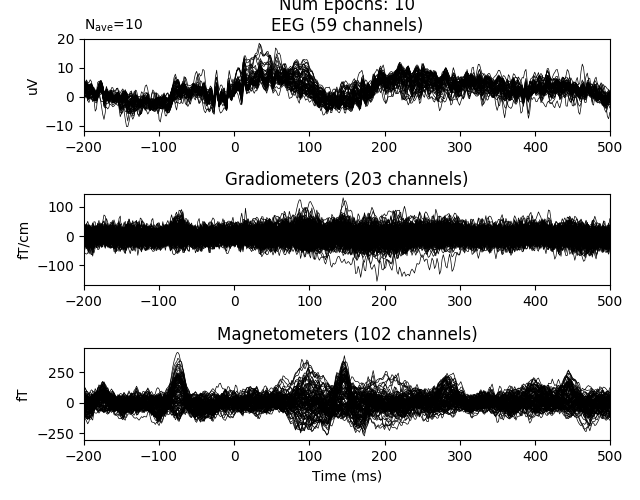 Num Epochs: 10
Nave=10
EEG (59 channels)
20
10
0
−10
uV
−200 −100 0 100 200 300 400 500
Gradiometers (203 channels)
100
0
−100
fT/cm
−200 −100 0 100 200 300 400 500
Magnetometers (102 channels)
250
0
−250
fT
−200 −100 0 100 200 300 400 500
Time (ms)